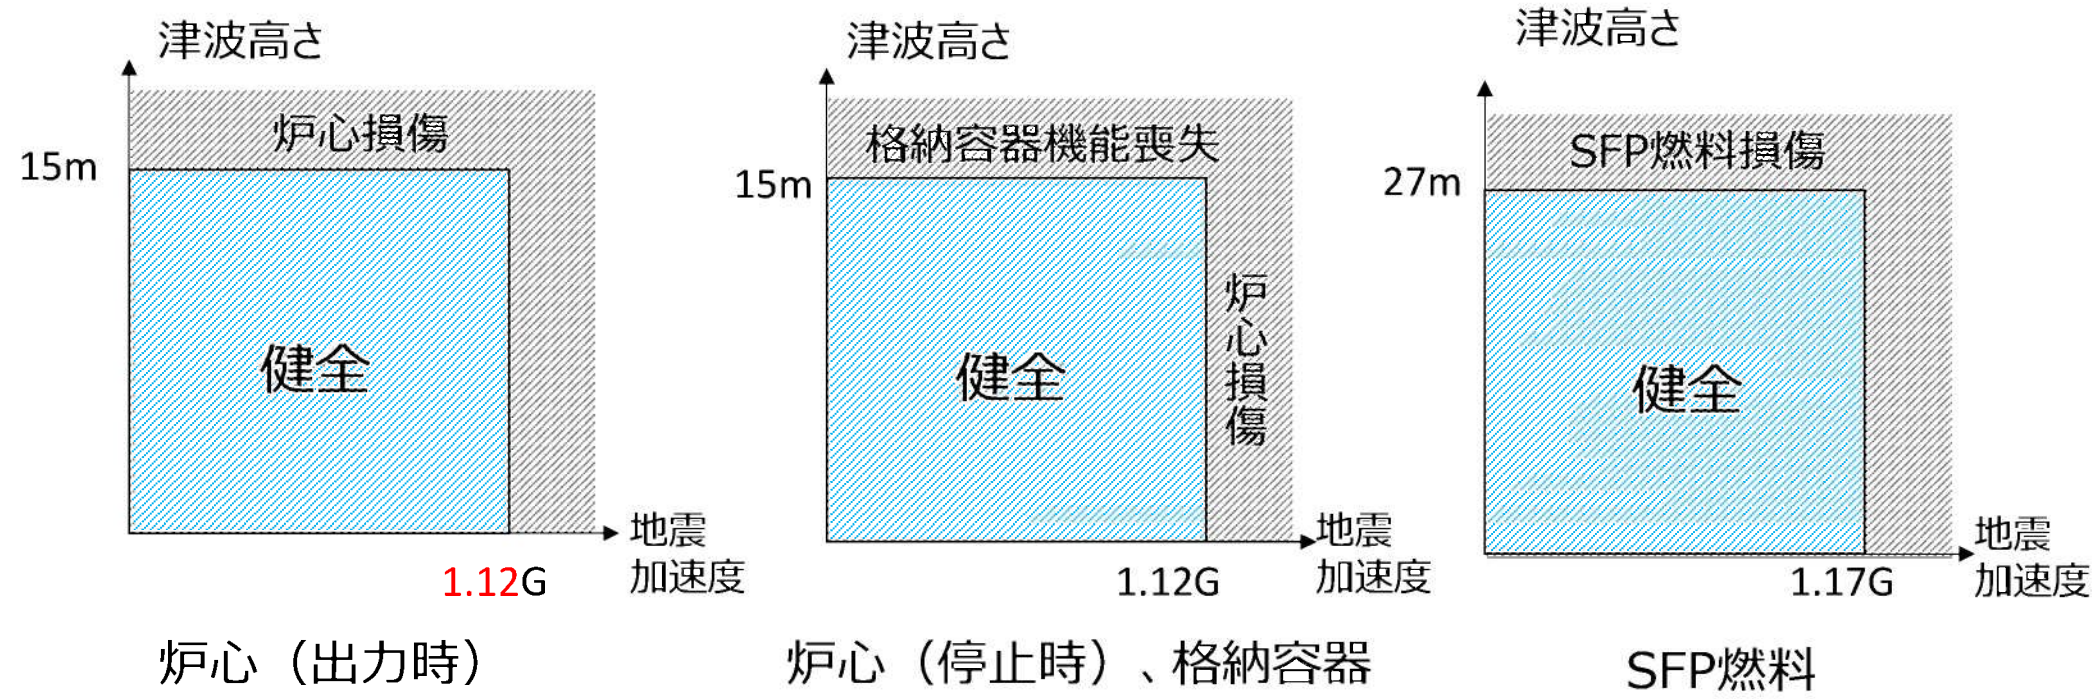 津波高さ
炉心損傷
15m
健全
地震
加速度
1.12G
炉心（出力時）
津波高さ
格納容器機能喪失
15m
炉心損傷
健全
地震
加速度
1.12G
炉心（停止時）、格納容器
津波高さ
SFP燃料損傷
27m
健全
地震
加速度
1.17G
SFP燃料